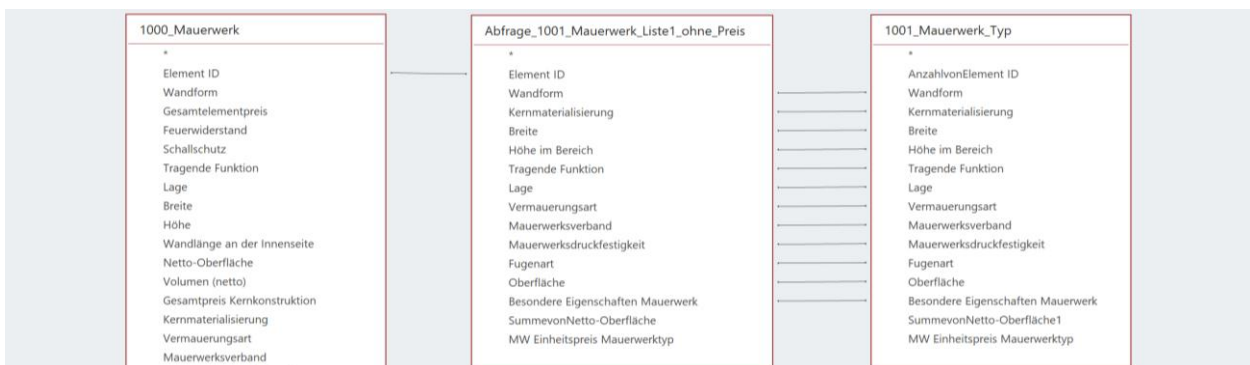 1000_Mauerwerk
*
Element ID
Wandform
Gesamtelementpreis
Feuerwiderstand
Schallschutz
Tragende Funktion
Lage
Breite
Höhe
Wandlänge an der Innenseite
Netto-Oberfläche
Volumen (netto)
Gesamtpreis Kernkonstruktion
Kernmaterialisierung
Vermauerungsart
Mauerwerksverband
Abfrage_1001_Mauerwerk_Liste1_ohne_Preis
*
Element ID
Wandform
Kernmaterialisierung
Breite
Höhe im Bereich
Tragende Funktion
Lage
Vermauerungsart
Mauerwerksverband
Mauerwerksdruckfestigkeit
Fugenart
Oberfläche
Besondere Eigenschaften Mauerwerk
SummevonNetto-Oberfläche
MW Einheitspreis Mauerwerktyp
1001_Mauerwerk_Typ
*
AnzahlvonElement ID
Wandform
Kernmaterialisierung
Breite
Höhe im Bereich
Tragende Funktion
Lage
Vermauerungsart
Mauerwerksverband
Mauerwerksdruckfestigkeit
Fugenart
Oberfläche
Besondere Eigenschaften Mauerwerk
SummevonNetto-Oberfläche1
MW Einheitspreis Mauerwerktyp